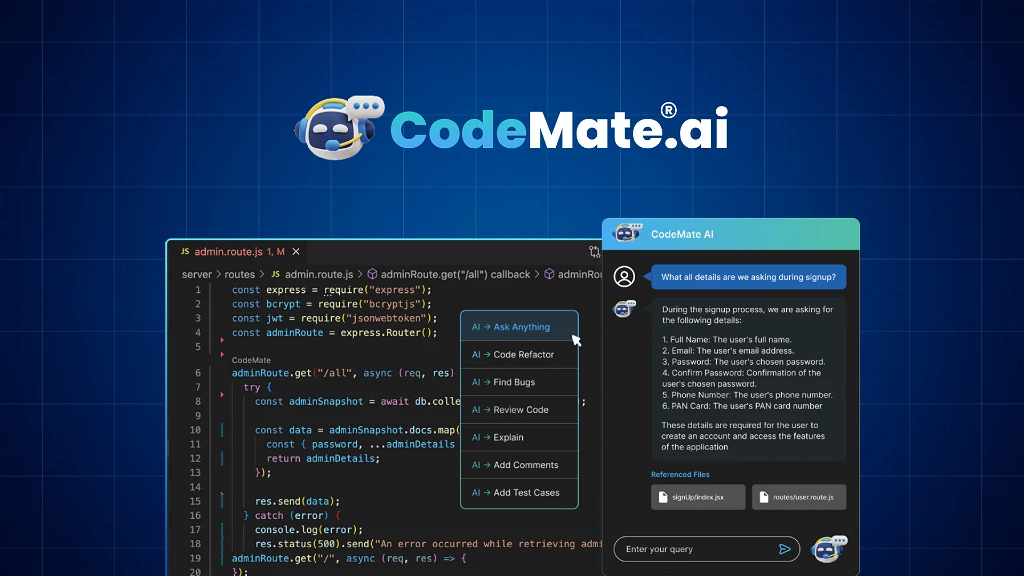 CodeMate®.ai
JS admin.route.js 1, M ×
server > routes > JS admin.route.js > adminRoute.get("/all") callback > adminRou
1 const express = require("express");
2 const bcrypt = require("bcryptjs");
3 const jwt = require("jsonwebtoken");
4 const adminRoute = express.Router();
5
CodeMate
6 adminRoute.get("/all", async (req, res)
7 try {
8 const adminSnapshot = await db.colle ;
9
10 const data = adminSnapshot.docs.map(
11 const { password, ...adminDetails
12 return adminDetails;
13 });
14
15 res.send(data);
16 } catch (error) {
17 console.log(error);
18 res.status(500).send("An error occurred while retrieving admi
19 adminRoute.get("/", async (req, res) => {
20 });
AI → Ask Anything
AI → Code Refactor
AI → Find Bugs
AI → Review Code
AI → Explain
AI → Add Comments
AI → Add Test Cases
CodeMate AI
What all details are we asking during signup?
During the signup process, we are asking for
the following details:
1. Full Name: The user's full name.
2. Email: The user's email address.
3. Password: The user's chosen password.
4. Confirm Password: Confirmation of the
user's chosen password.
5. Phone Number: The user's phone number.
6. PAN Card: The user's PAN card number
These details are required for the user to
create an account and access the features
of the application
Referenced Files
signUp/index.jsx
routes/user.route.js
Enter your query